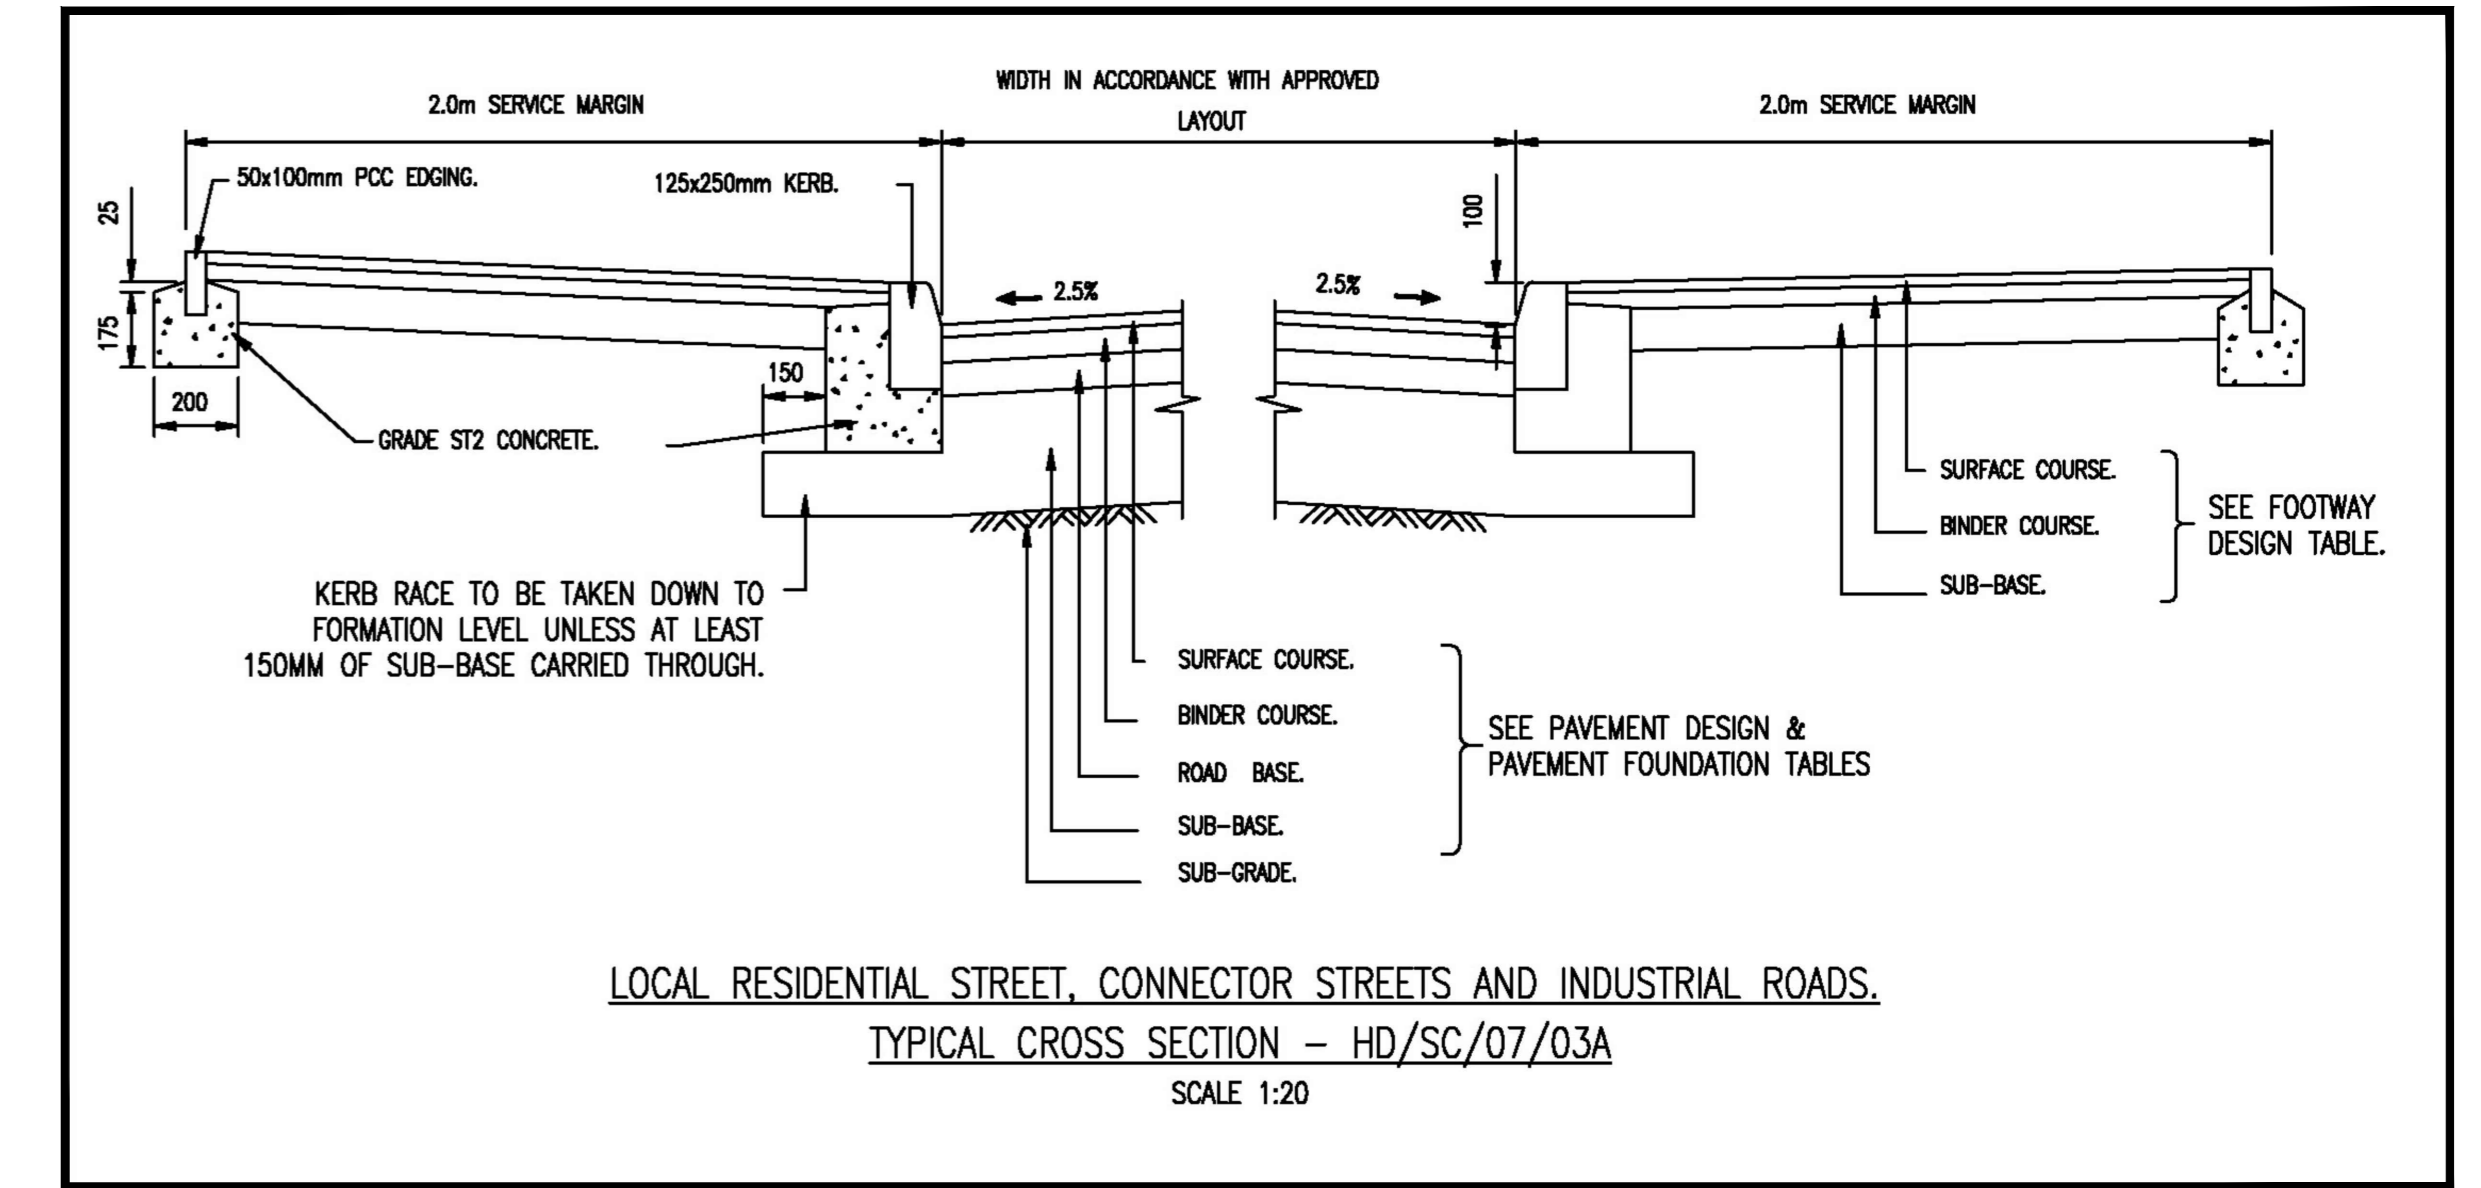 WIDTH IN ACCORDANCE WITH APPROVED
LAYOUT
2.0m SERVICE MARGIN
2.0m SERVICE MARGIN
50x100mm PCC EDGING.
125x250mm KERB.
25
100
2.5%
2.5%
175
150
200
GRADE ST2 CONCRETE.
SURFACE COURSE.
BINDER COURSE.
SUB-BASE.
SEE FOOTWAY
DESIGN TABLE.
KERB RACE TO BE TAKEN DOWN TO
FORMATION LEVEL UNLESS AT LEAST
150MM OF SUB-BASE CARRIED THROUGH.
SURFACE COURSE.
BINDER COURSE.
ROAD BASE.
SUB-BASE.
SUB-GRADE.
SEE PAVEMENT DESIGN &
PAVEMENT FOUNDATION TABLES
LOCAL RESIDENTIAL STREET, CONNECTOR STREETS AND INDUSTRIAL ROADS.
TYPICAL CROSS SECTION - HD/SC/07/03A
SCALE 1:20